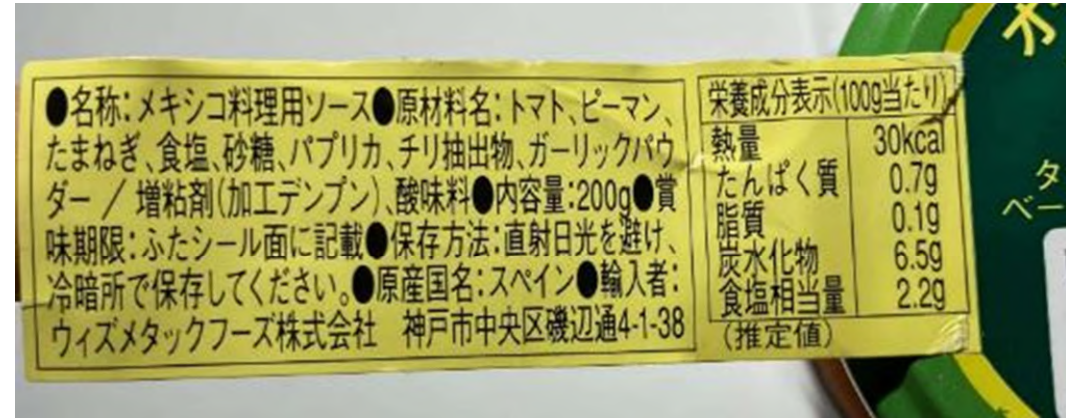 ●名称:メキシコ料理用ソース●原材料名:トマト、ピーマン、
たまねぎ、食塩、砂糖、パプリカ、チリ抽出物、ガーリックパウ
ダー / 増粘剤(加工デンプン)、酸味料●内容量:200g●賞
味期限:ふたシール面に記載●保存方法:直射日光を避け、
冷暗所で保存してください。●原産国名:スペイン●輸入者:
ウィズメタックフーズ株式会社 神戸市中央区磯辺通4-1-38
栄養成分表示(100g当たり)
熱量 30kcal
たんぱく質 0.7g
脂質 0.1g
炭水化物 6.5g
食塩相当量 2.2g
(推定値)
タ
ベー